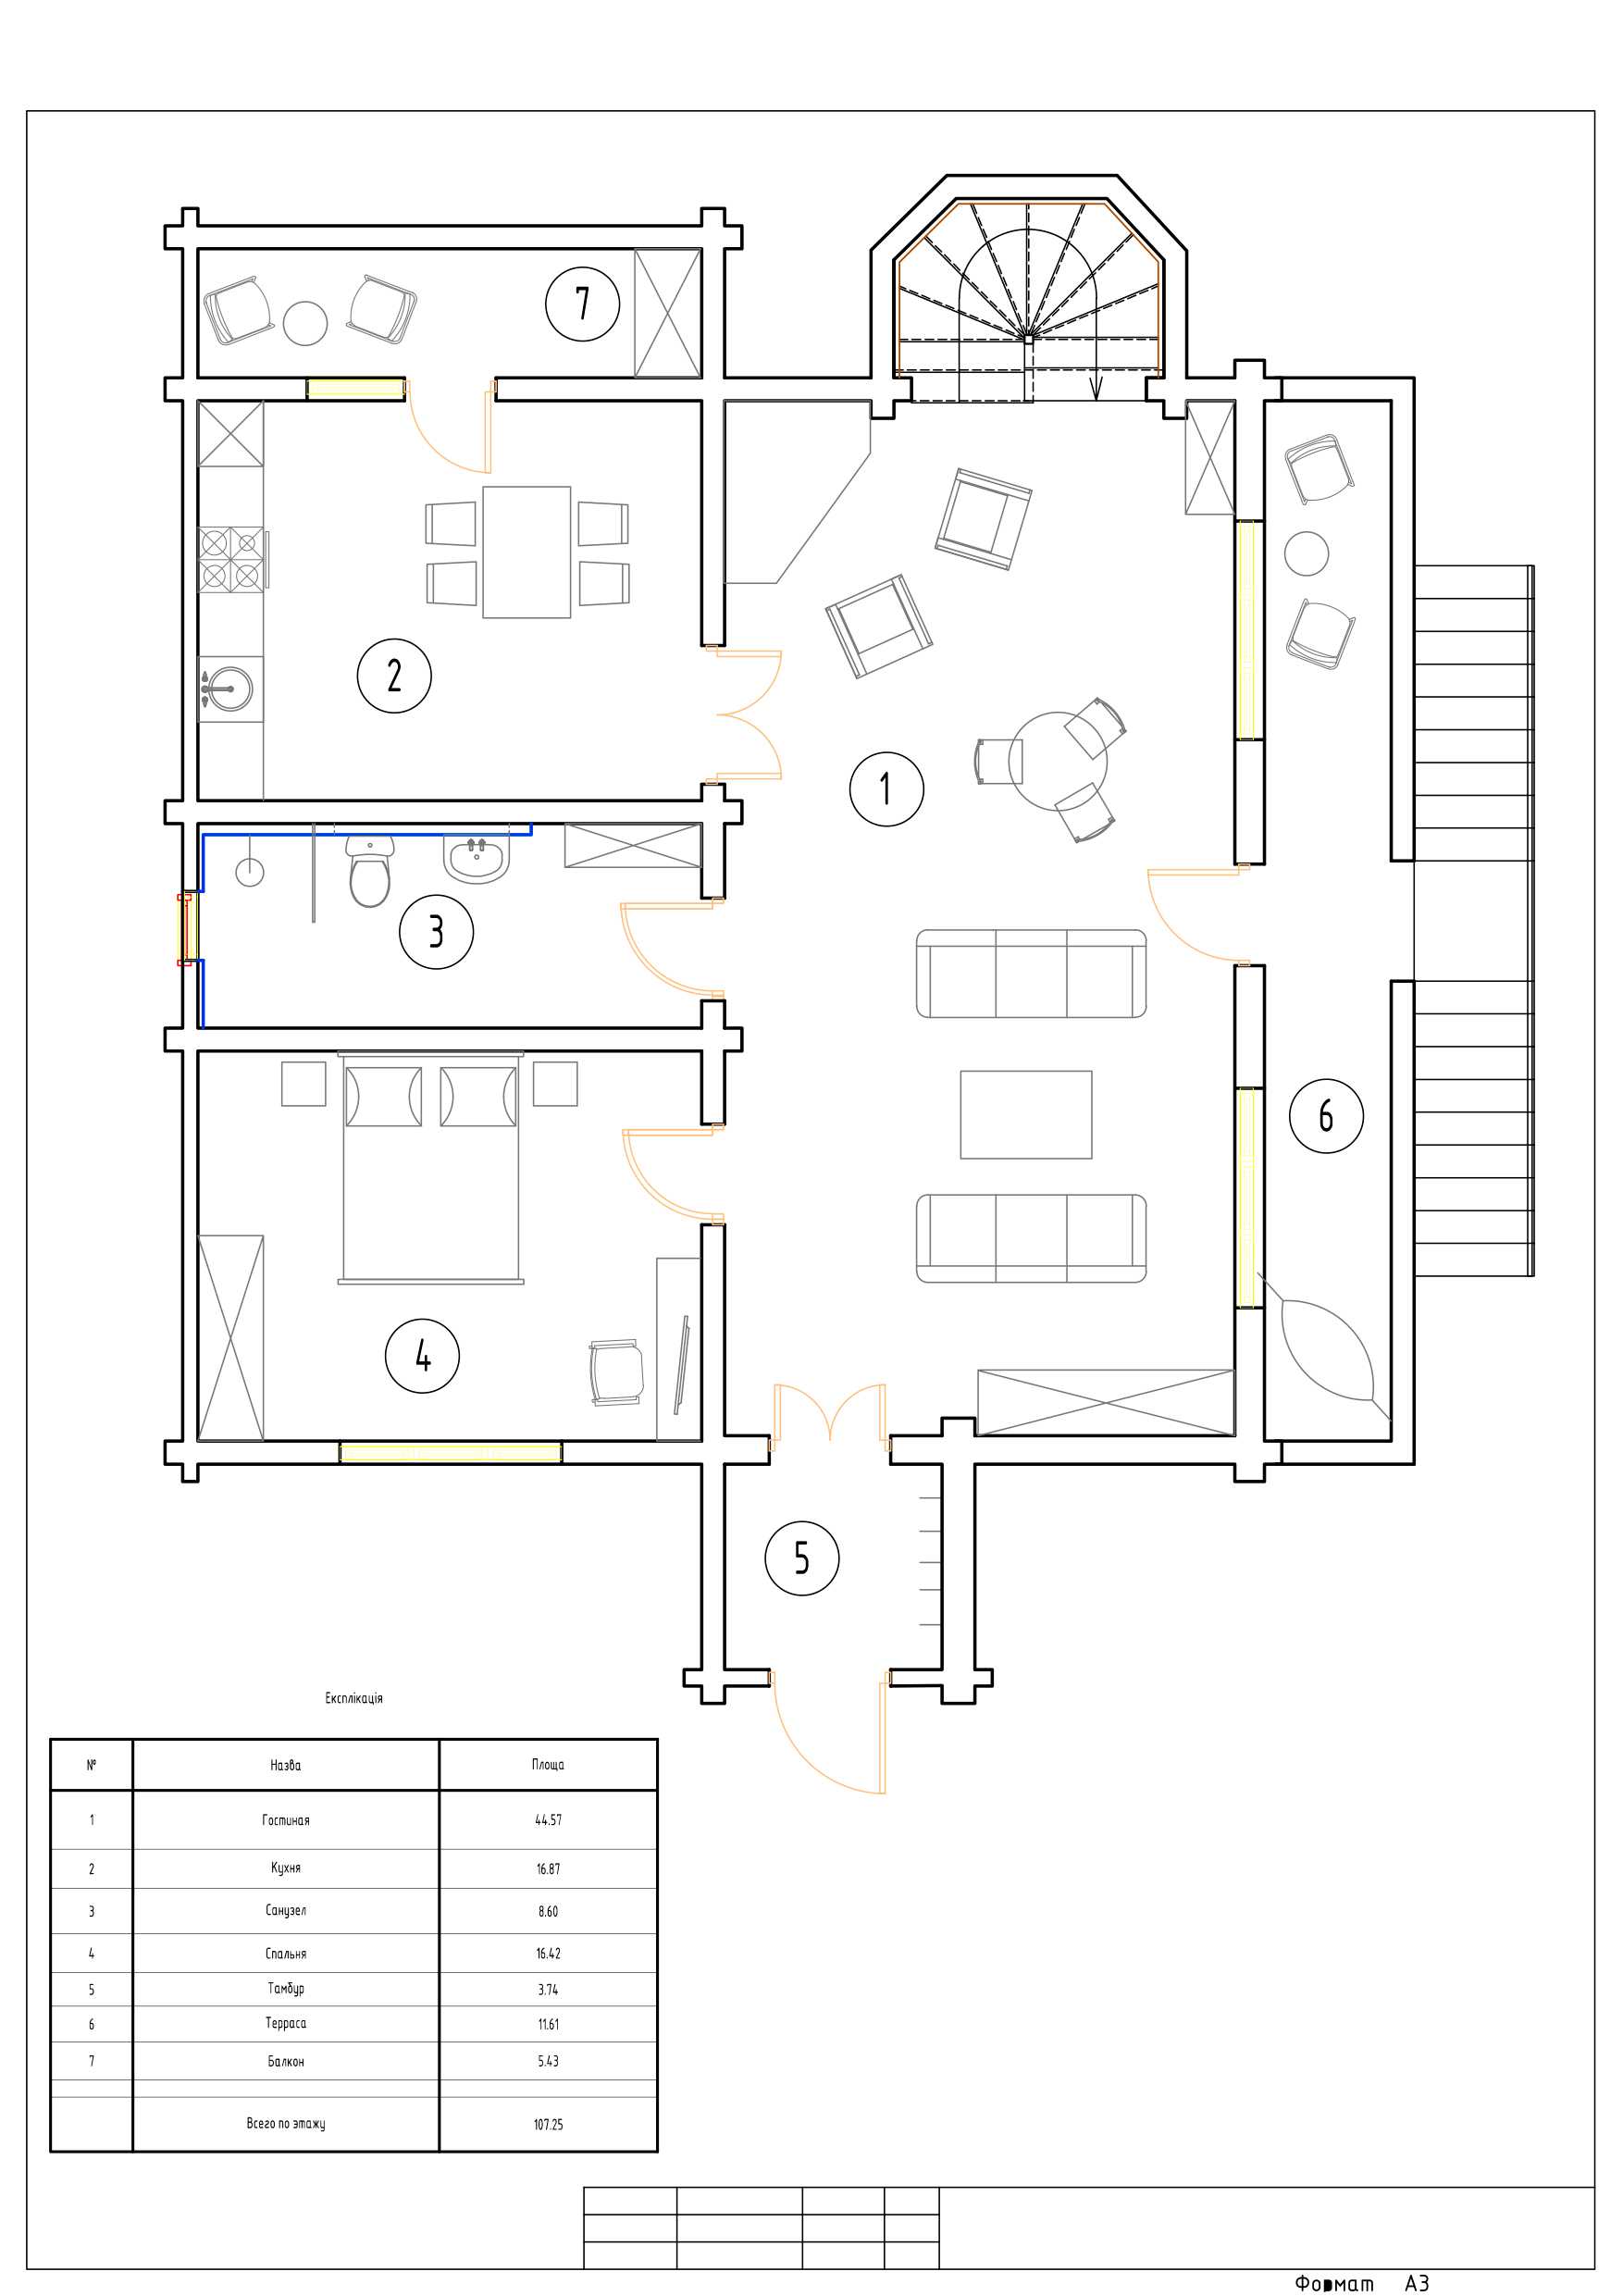 7
2
1
3
6
4
5
Експлікація
№ Назва Площа
1 Гостиная 44.57
2 Кухня 16.87
3 Санузел 8.60
4 Спальня 16.42
5 Тамбур 3.74
6 Терраса 11.61
7 Балкон 5.43
Всего по этажу 107.25
Формат А3